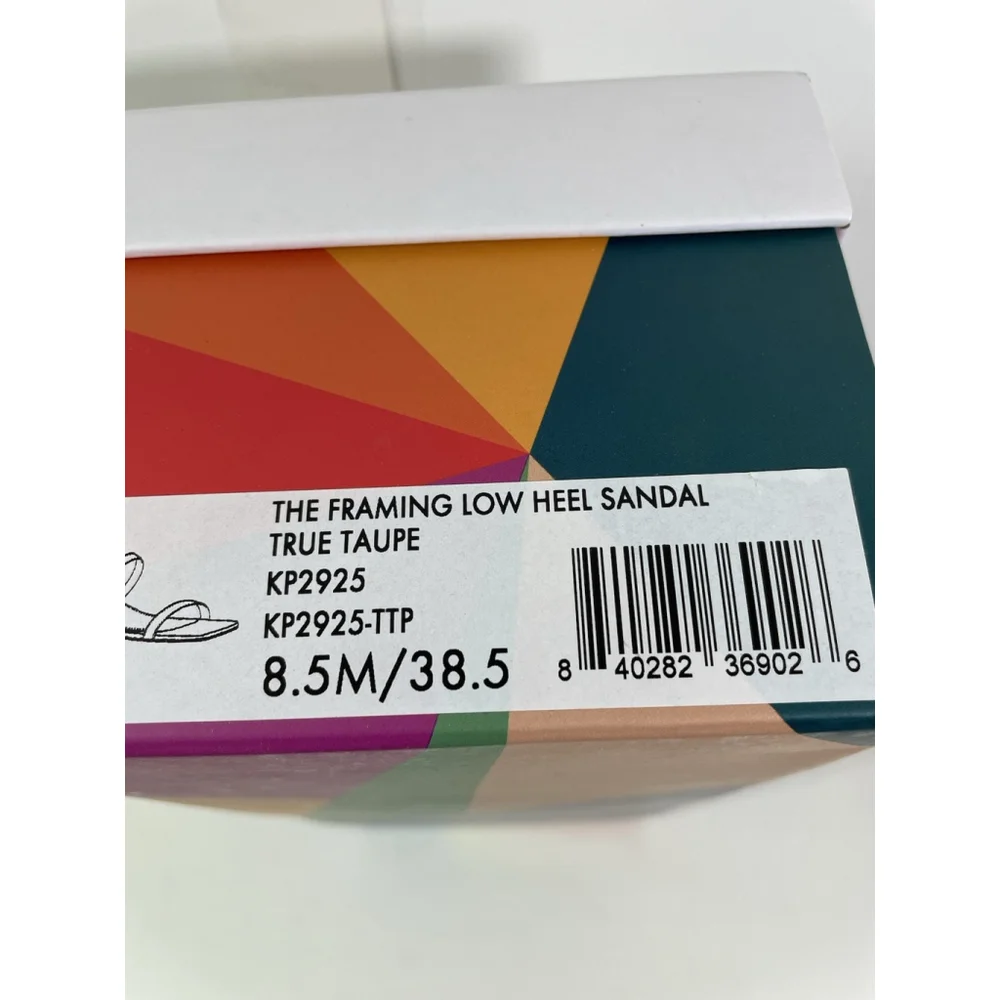 THE FRAMING LOW HEEL SANDAL
TRUE TAUPE
KP2925
KP2925-TTP
8.5M/38.5
8 40282 36902 6